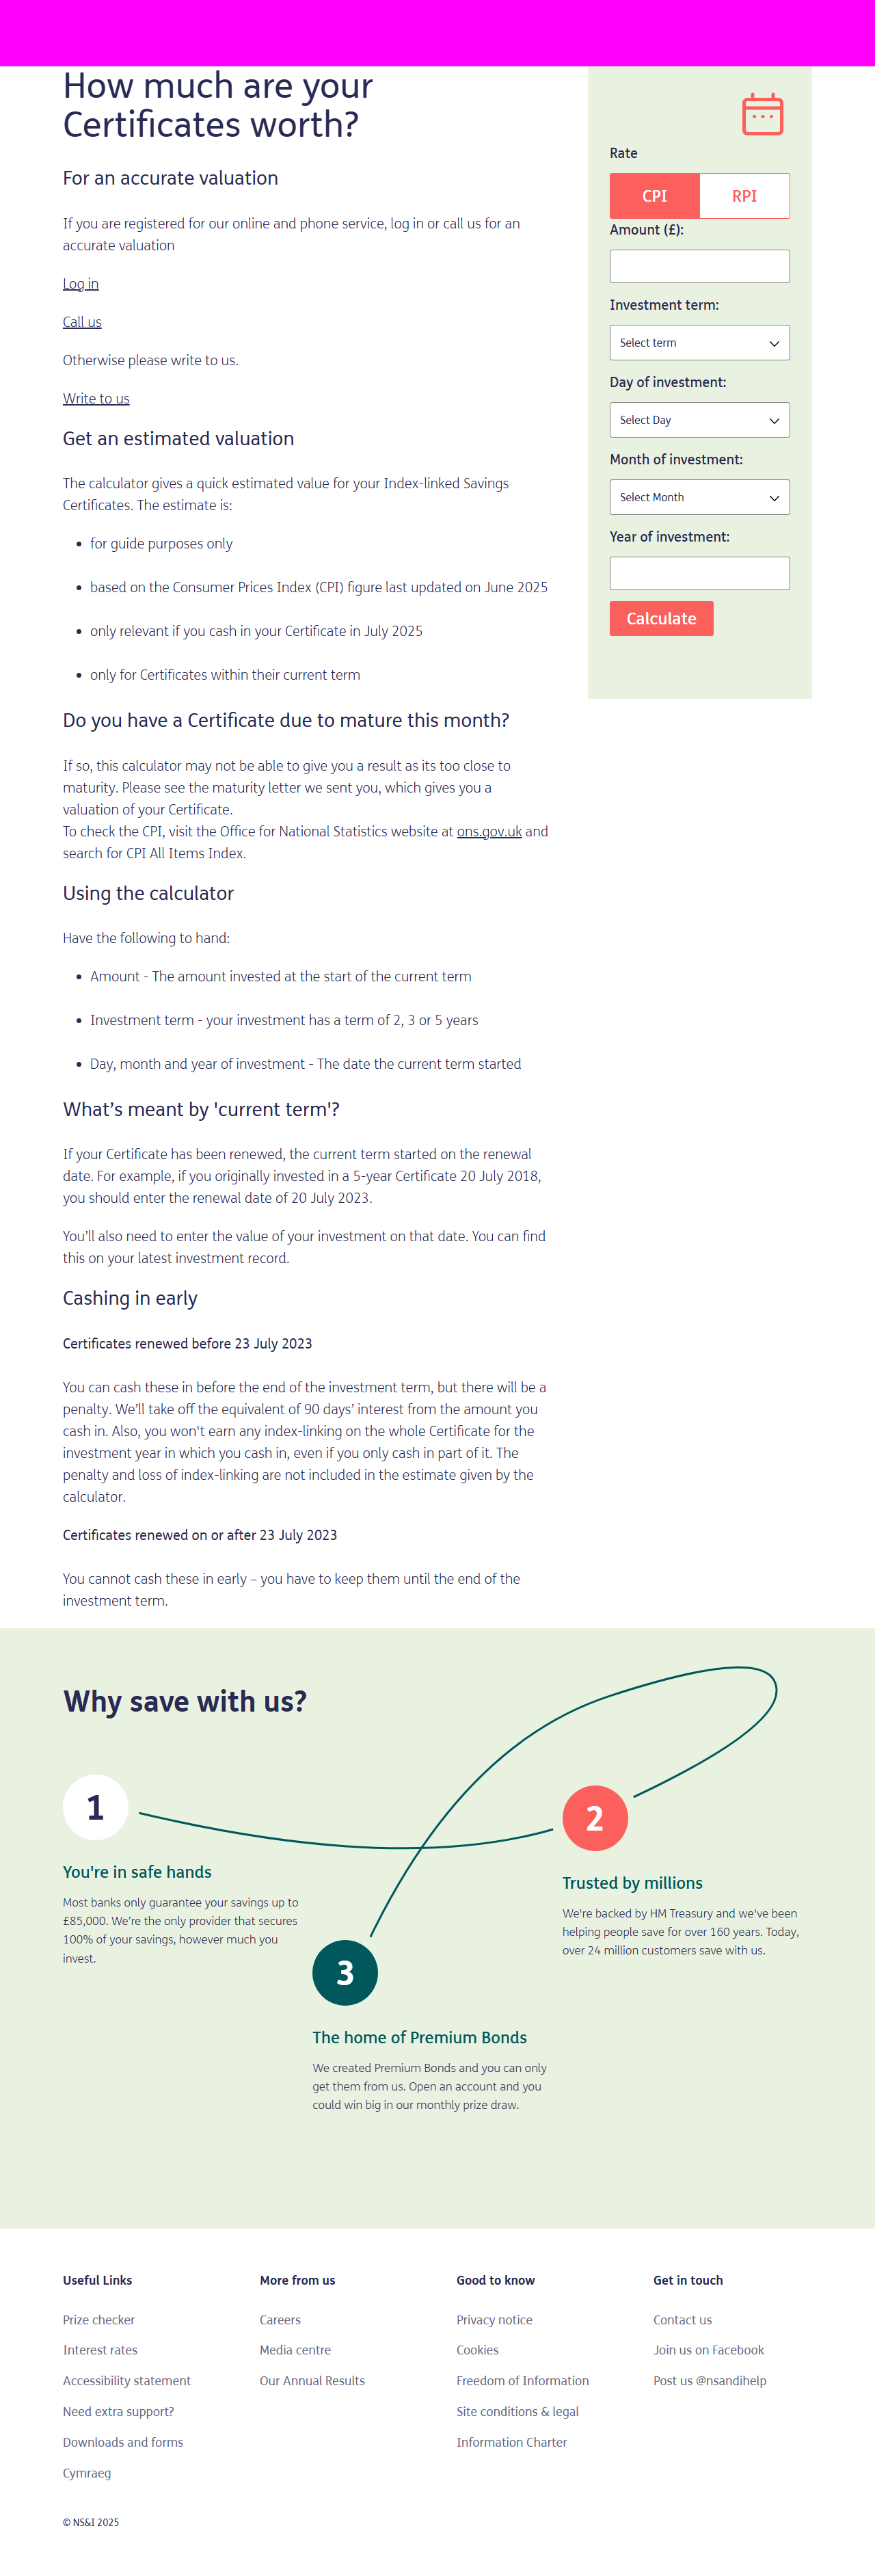 How much are your
Certificates worth?
For an accurate valuation
If you are registered for our online and phone service, log in or call us for an
accurate valuation
Log in
Call us
Otherwise please write to us.
Write to us
Get an estimated valuation
The calculator gives a quick estimated value for your Index-linked Savings
Certificates. The estimate is:
• for guide purposes only
• based on the Consumer Prices Index (CPI) figure last updated on June 2025
• only relevant if you cash in your Certificate in July 2025
• only for Certificates within their current term
Do you have a Certificate due to mature this month?
If so, this calculator may not be able to give you a result as its too close to
maturity. Please see the maturity letter we sent you, which gives you a
valuation of your Certificate.
To check the CPI, visit the Office for National Statistics website at ons.gov.uk and
search for CPI All Items Index.
Using the calculator
Have the following to hand:
• Amount - The amount invested at the start of the current term
• Investment term - your investment has a term of 2, 3 or 5 years
• Day, month and year of investment - The date the current term started
What’s meant by 'current term'?
If your Certificate has been renewed, the current term started on the renewal
date. For example, if you originally invested in a 5-year Certificate 20 July 2018,
you should enter the renewal date of 20 July 2023.
You’ll also need to enter the value of your investment on that date. You can find
this on your latest investment record.
Cashing in early
Certificates renewed before 23 July 2023
You can cash these in before the end of the investment term, but there will be a
penalty. We’ll take off the equivalent of 90 days’ interest from the amount you
cash in. Also, you won't earn any index-linking on the whole Certificate for the
investment year in which you cash in, even if you only cash in part of it. The
penalty and loss of index-linking are not included in the estimate given by the
calculator.
Certificates renewed on or after 23 July 2023
You cannot cash these in early – you have to keep them until the end of the
investment term.
Rate
CPI
RPI
Amount (£):
Investment term:
Select term
Day of investment:
Select Day
Month of investment:
Select Month
Year of investment:
Calculate
Why save with us?
1
You're in safe hands
Most banks only guarantee your savings up to
£85,000. We’re the only provider that secures
100% of your savings, however much you
invest.
2
Trusted by millions
We're backed by HM Treasury and we've been
helping people save for over 160 years. Today,
over 24 million customers save with us.
3
The home of Premium Bonds
We created Premium Bonds and you can only
get them from us. Open an account and you
could win big in our monthly prize draw.
Useful Links
Prize checker
Interest rates
Accessibility statement
Need extra support?
Downloads and forms
Cymraeg
More from us
Careers
Media centre
Our Annual Results
Good to know
Privacy notice
Cookies
Freedom of Information
Site conditions & legal
Information Charter
Get in touch
Contact us
Join us on Facebook
Post us @nsandihelp
© NS&I 2025